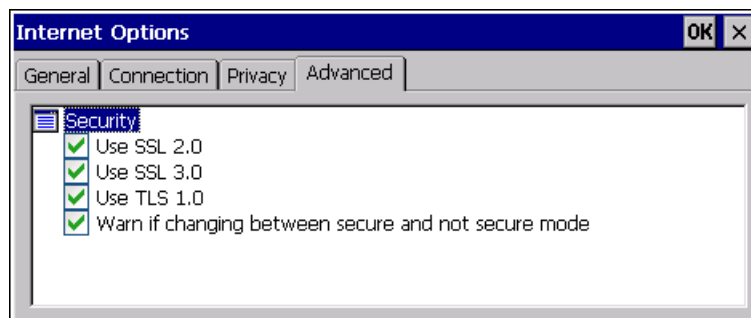 Internet Options OK ×
General Connection Privacy Advanced
Security
Use SSL 2.0
Use SSL 3.0
Use TLS 1.0
Warn if changing between secure and not secure mode